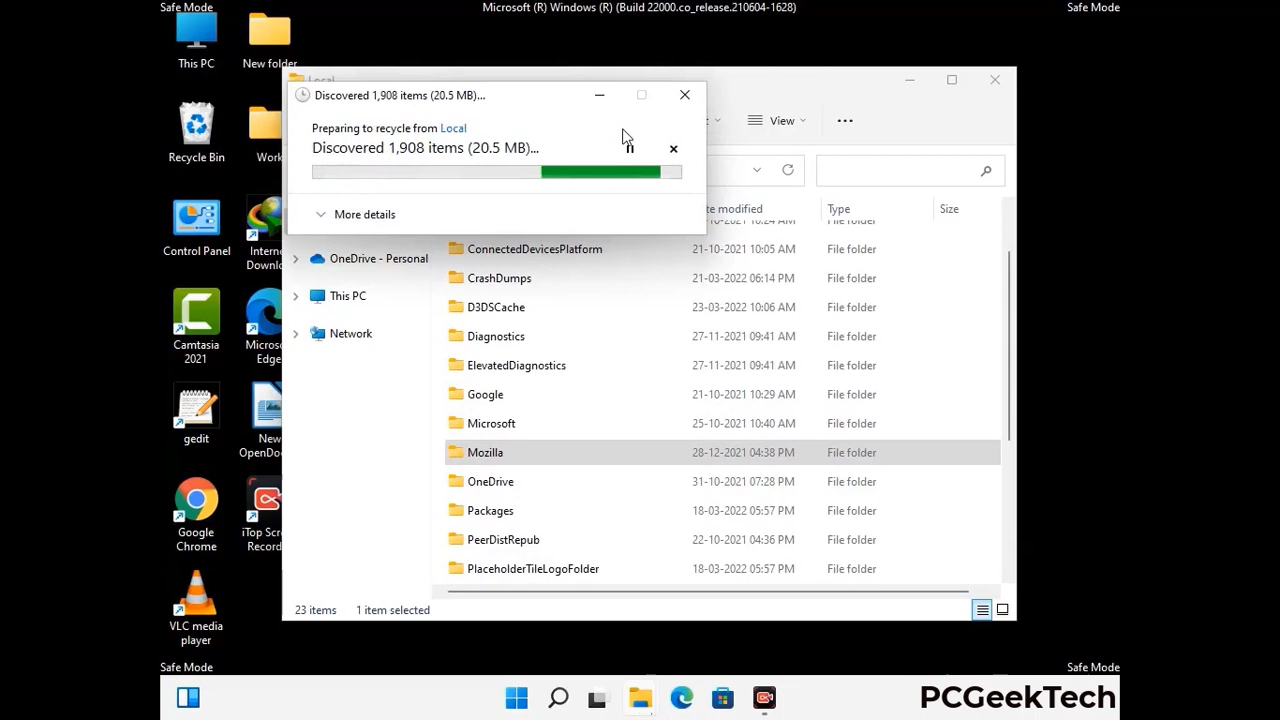 Safe Mode
Microsoft (R) Windows (R) (Build 22000.co_release.210604-1628)
Safe Mode
This PC
New folder
Recycle Bin
Work
Control Panel
Internet
Downlo
Camtasia
2021
Micros
Edge
gedit
New
OpenDo
Google
Chrome
iTop Scr
Record
VLC media
player
Local
Discovered 1,908 items (20.5 MB)...
Preparing to recycle from Local
Discovered 1,908 items (20.5 MB)...
More details
View
te modified
Type
Size
OneDrive - Personal
This PC
Network
File folder
ConnectedDevicesPlatform 21-10-2021 10:05 AM File folder
CrashDumps 21-03-2022 06:14 PM File folder
D3DSCache 23-03-2022 10:06 AM File folder
Diagnostics 27-11-2021 09:41 AM File folder
ElevatedDiagnostics 27-11-2021 09:41 AM File folder
Google 21-10-2021 10:29 AM File folder
Microsoft 25-10-2021 10:40 AM File folder
Mozilla 28-12-2021 04:38 PM File folder
OneDrive 31-10-2021 07:28 PM File folder
Packages 18-03-2022 05:57 PM File folder
PeerDistRepub 22-10-2021 04:36 PM File folder
PlaceholderTileLogoFolder 18-03-2022 05:57 PM File folder
23 items 1 item selected
Safe Mode
Safe Mode
PCGeekTech